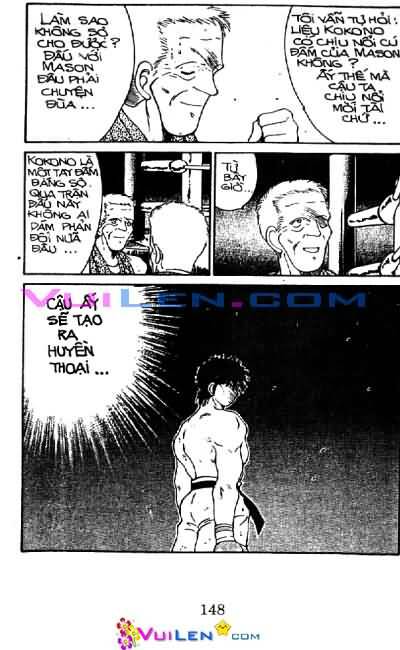 LÀM SAO
KHÔNG SỢ
CHO ĐƯỢC?
ĐẤU VỚI
MASON
ĐÂU PHẢI
CHUYỆN
ĐÙA...
TÔI VẪN TỰ HỎI:
LIỆU KOKONO
CÓ CHỊU NỔI CÚ
ĐẤM CỦA MASON
KHÔNG?
ẤY THẾ MÀ
CẬU TA
CHỊU NỔI
MỚI TÀI
CHỨ...
KOKONO LÀ
MỘT TAY ĐẤM
ĐÁNG SỢ.
QUA TRẬN
ĐẤU NÀY
KHÔNG AI
DÁM PHẢN
ĐỐI NỮA
ĐÂU...
TỪ
BÂY
GIỜ...
VUILEN.COM
CẬU ẤY
SẼ TẠO
RA
HUYỀN
THOẠI...
148
VUILEN.COM